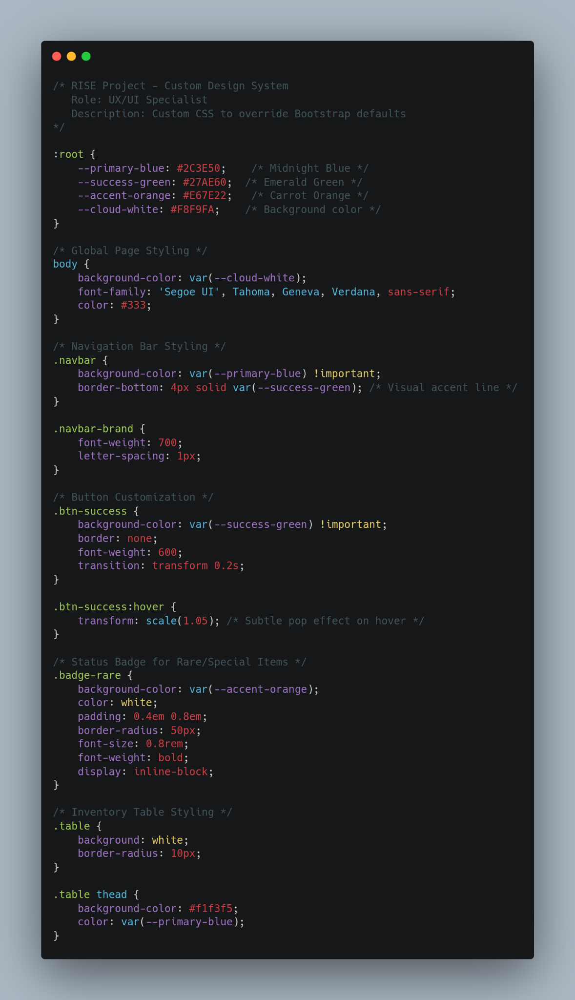 /* RISE Project - Custom Design System
   Role: UX/UI Specialist
   Description: Custom CSS to override Bootstrap defaults
*/

:root {
    --primary-blue: #2C3E50;    /* Midnight Blue */
    --success-green: #27AE60;  /* Emerald Green */
    --accent-orange: #E67E22;   /* Carrot Orange */
    --cloud-white: #F8F9FA;    /* Background color */
}

/* Global Page Styling */
body {
    background-color: var(--cloud-white);
    font-family: 'Segoe UI', Tahoma, Geneva, Verdana, sans-serif;
    color: #333;
}

/* Navigation Bar Styling */
.navbar {
    background-color: var(--primary-blue) !important;
    border-bottom: 4px solid var(--success-green); /* Visual accent line */
}

.navbar-brand {
    font-weight: 700;
    letter-spacing: 1px;
}

/* Button Customization */
.btn-success {
    background-color: var(--success-green) !important;
    border: none;
    font-weight: 600;
    transition: transform 0.2s;
}

.btn-success:hover {
    transform: scale(1.05); /* Subtle pop effect on hover */
}

/* Status Badge for Rare/Special Items */
.badge-rare {
    background-color: var(--accent-orange);
    color: white;
    padding: 0.4em 0.8em;
    border-radius: 50px;
    font-size: 0.8rem;
    font-weight: bold;
    display: inline-block;
}

/* Inventory Table Styling */
.table {
    background: white;
    border-radius: 10px;
}

.table thead {
    background-color: #f1f3f5;
    color: var(--primary-blue);
}